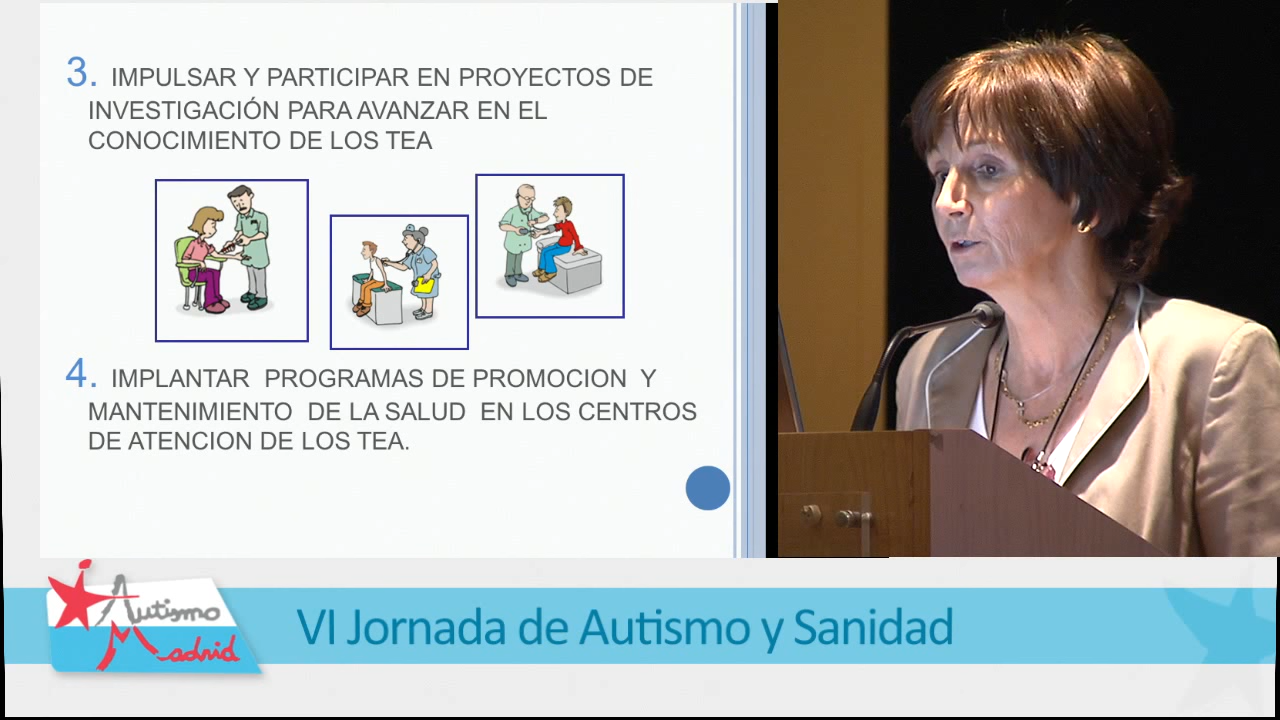 3. IMPULSAR Y PARTICIPAR EN PROYECTOS DE
INVESTIGACIÓN PARA AVANZAR EN EL
CONOCIMIENTO DE LOS TEA
4. IMPLANTAR PROGRAMAS DE PROMOCION Y
MANTENIMIENTO DE LA SALUD EN LOS CENTROS
DE ATENCION DE LOS TEA.
Autismo
Madrid
VI Jornada de Autismo y Sanidad